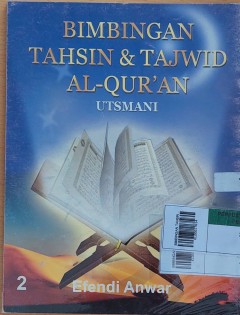 BIMBINGAN
TAHSIN & TAJWID
AL-QUR'AN
UTSMANI
2
Efendi Anwar